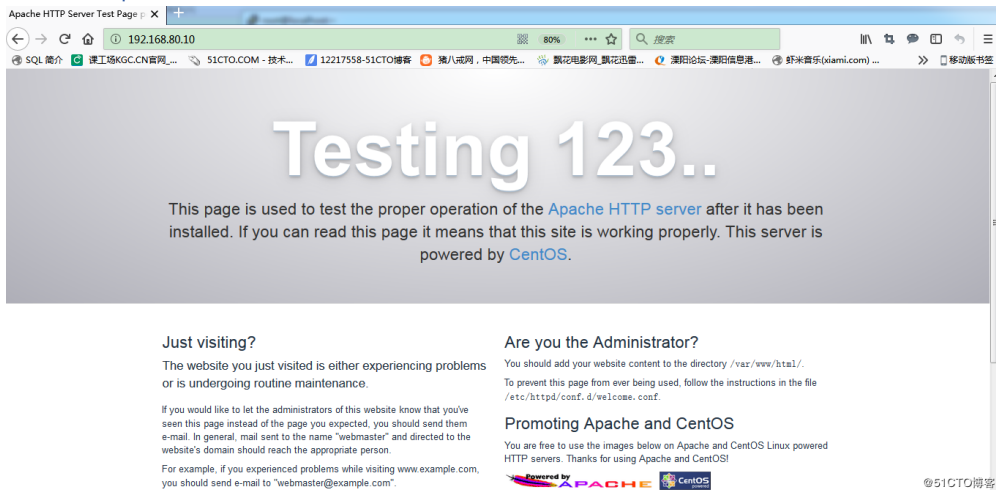 Apache HTTP Server Test Page p
192.168.80.10
80%
搜索
SQL 简介
课工场KGC.CN官网_...
51CTO.COM - 技术...
12217558-51CTO博客
猪八戒网，中国领先...
飘花电影网_飘花迅雷...
溧阳论坛-溧阳信息港...
虾米音乐(xiami.com) ...
移动版书签
Testing 123..
This page is used to test the proper operation of the Apache HTTP server after it has been
installed. If you can read this page it means that this site is working properly. This server is
powered by CentOS.
Just visiting?
The website you just visited is either experiencing problems
or is undergoing routine maintenance.
If you would like to let the administrators of this website know that you've
seen this page instead of the page you expected, you should send them
e-mail. In general, mail sent to the name "webmaster" and directed to the
website's domain should reach the appropriate person.
For example, if you experienced problems while visiting www.example.com,
you should send e-mail to "webmaster@example.com".
Are you the Administrator?
You should add your website content to the directory /var/www/html/.
To prevent this page from ever being used, follow the instructions in the file
/etc/httpd/conf.d/welcome.conf.
Promoting Apache and CentOS
You are free to use the images below on Apache and CentOS Linux powered
HTTP servers. Thanks for using Apache and CentOS!
Powered by
APACHE
CentOS
@51CTO博客